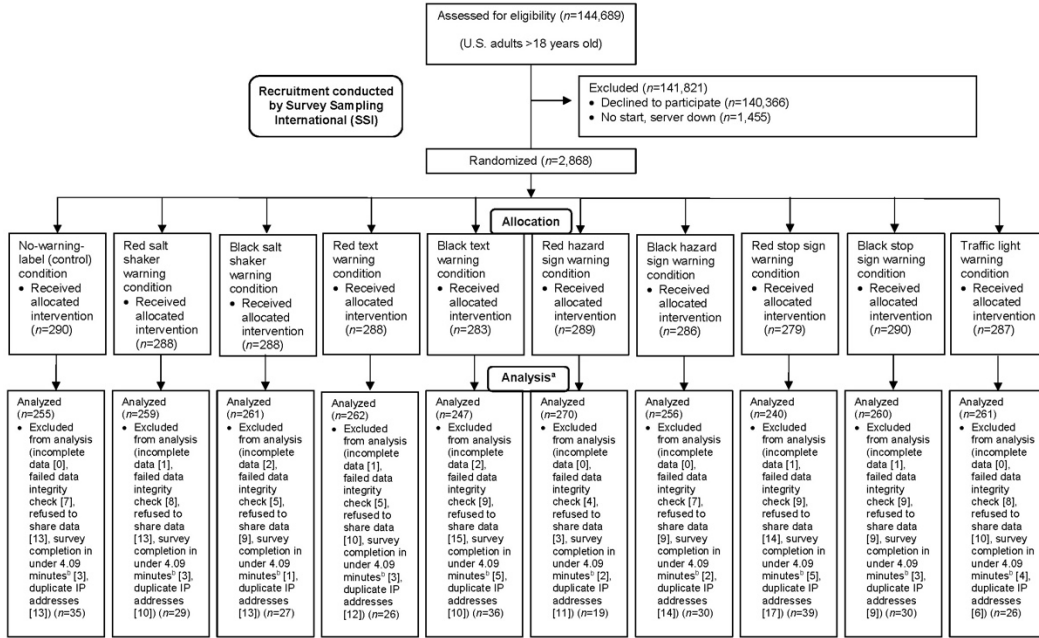 Assessed for eligibility (n=144,689)
(U.S. adults >18 years old)
Recruitment conducted
by Survey Sampling
International (SSI)
Excluded (n=141,821)
• Declined to participate (n=140,366)
• No start, server down (n=1,455)
Randomized (n=2,868)
Allocation
No-warning-
label (control)
condition
• Received
allocated
intervention
(n=290)
Red salt
shaker
warning
condition
• Received
allocated
intervention
(n=288)
Black salt
shaker
warning
condition
• Received
allocated
intervention
(n=288)
Red text
warning
condition
• Received
allocated
intervention
(n=288)
Black text
warning
condition
• Received
allocated
intervention
(n=283)
Red hazard
sign warning
condition
• Received
allocated
intervention
(n=289)
Black hazard
sign warning
condition
• Received
allocated
intervention
(n=286)
Red stop sign
warning
condition
• Received
allocated
intervention
(n=279)
Black stop
sign warning
condition
• Received
allocated
intervention
(n=290)
Traffic light
warning
condition
• Received
allocated
intervention
(n=287)
Analysisᵃ
Analyzed
(n=255)
• Excluded
from analysis
(incomplete
data [0],
failed data
integrity
check [7],
refused to
share data
[13], survey
completion in
under 4.09
minutesᵇ [3],
duplicate IP
addresses
[13]) (n=35)
Analyzed
(n=259)
• Excluded
from analysis
(incomplete
data [1],
failed data
integrity
check [8],
refused to
share data
[13], survey
completion in
under 4.09
minutesᵇ [3],
duplicate IP
addresses
[10]) (n=29)
Analyzed
(n=261)
• Excluded
from analysis
(incomplete
data [2],
failed data
integrity
check [5],
refused to
share data
[9], survey
completion in
under 4.09
minutesᵇ [1],
duplicate IP
addresses
[13]) (n=27)
Analyzed
(n=262)
• Excluded
from analysis
(incomplete
data [1],
failed data
integrity
check [5],
refused to
share data
[10], survey
completion in
under 4.09
minutesᵇ [3],
duplicate IP
addresses
[12]) (n=26)
Analyzed
(n=247)
• Excluded
from analysis
(incomplete
data [2],
failed data
integrity
check [9],
refused to
share data
[15], survey
completion in
under 4.09
minutesᵇ [5],
duplicate IP
addresses
[10]) (n=36)
Analyzed
(n=270)
• Excluded
from analysis
(incomplete
data [0],
failed data
integrity
check [4],
refused to
share data
[3], survey
completion in
under 4.09
minutesᵇ [2],
duplicate IP
addresses
[11]) (n=19)
Analyzed
(n=256)
• Excluded
from analysis
(incomplete
data [0],
failed data
integrity
check [7],
refused to
share data
[9], survey
completion in
under 4.09
minutesᵇ [2],
duplicate IP
addresses
[14]) (n=30)
Analyzed
(n=240)
• Excluded
from analysis
(incomplete
data [1],
failed data
integrity
check [9],
refused to
share data
[14], survey
completion in
under 4.09
minutesᵇ [5],
duplicate IP
addresses
[17]) (n=39)
Analyzed
(n=260)
• Excluded
from analysis
(incomplete
data [1],
failed data
integrity
check [9],
refused to
share data
[9], survey
completion in
under 4.09
minutesᵇ [3],
duplicate IP
addresses
[9]) (n=30)
Analyzed
(n=261)
• Excluded
from analysis
(incomplete
data [0],
failed data
integrity
check [8],
refused to
share data
[10], survey
completion in
under 4.09
minutesᵇ [4],
duplicate IP
addresses
[6]) (n=26)